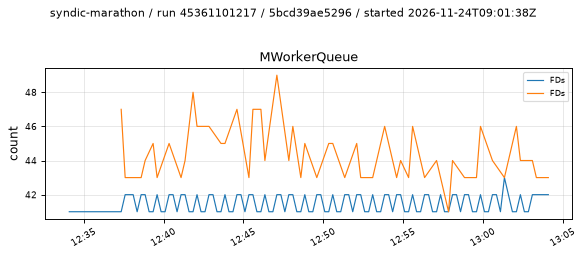 syndic-marathon / run 45361101217 / 5bcd39ae5296 / started 2026-11-24T09:01:38Z
MWorkerQueue
FDs
FDs
count
48
46
44
42
12:35
12:40
12:45
12:50
12:55
13:00
13:05